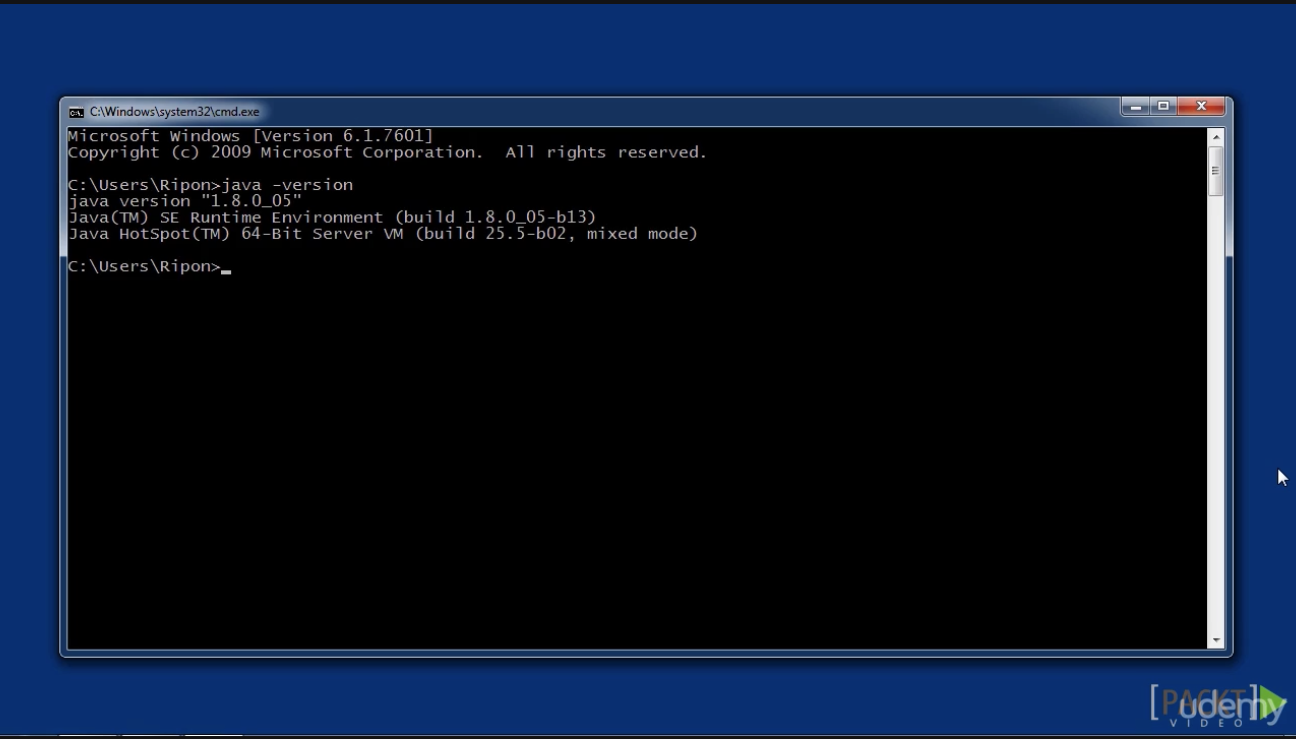 C:\Windows\system32\cmd.exe
Microsoft Windows [Version 6.1.7601]
Copyright (c) 2009 Microsoft Corporation.  All rights reserved.
C:\Users\Ripon>java -version
java version "1.8.0_05"
Java(TM) SE Runtime Environment (build 1.8.0_05-b13)
Java HotSpot(TM) 64-Bit Server VM (build 25.5-b02, mixed mode)
C:\Users\Ripon>_
[PACKT]
udemy
VIDEO